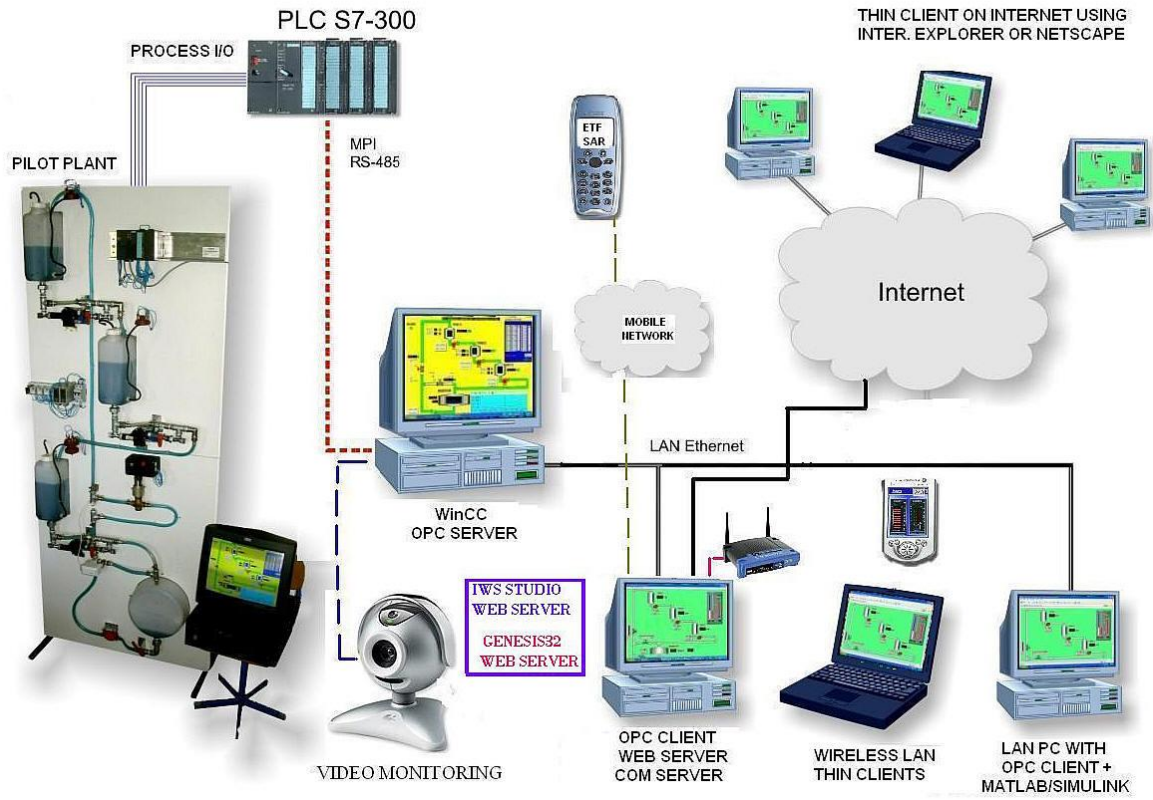 PLC S7-300
THIN CLIENT ON INTERNET USING
INTER. EXPLORER OR NETSCAPE
PROCESS I/O
MPI
RS-485
PILOT PLANT
ETF
SAR
Internet
MOBILE
NETWORK
LAN Ethernet
WinCC
OPC SERVER
IWS STUDIO
WEB SERVER
GENESIS32
WEB SERVER
VIDEO MONITORING
OPC CLIENT
WEB SERVER
COM SERVER
WIRELESS LAN
THIN CLIENTS
LAN PC WITH
OPC CLIENT +
MATLAB/SIMULINK